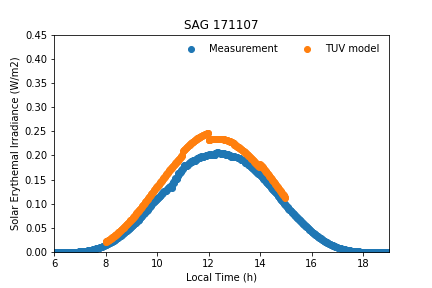 SAG 171107
Measurement
TUV model
Solar Erythemal Irradiance (W/m2)
0.45
0.40
0.35
0.30
0.25
0.20
0.15
0.10
0.05
0.00
6 8 10 12 14 16 18
Local Time (h)